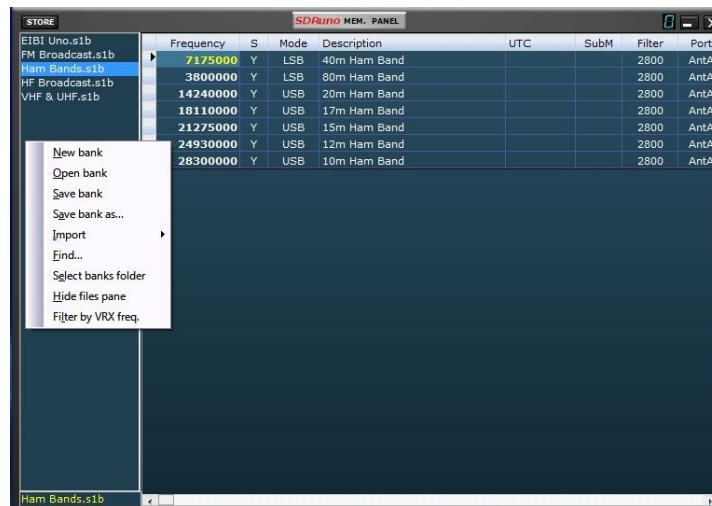 STORE
SDRuno MEM. PANEL
0
EIBI Uno.s1b
FM Broadcast.s1b
Ham Bands.s1b
HF Broadcast.s1b
VHF & UHF.s1b
Frequency S Mode Description UTC SubM Filter Port
7175000 Y LSB 40m Ham Band 2800 AntA
3800000 Y LSB 80m Ham Band 2800 AntA
14240000 Y USB 20m Ham Band 2800 AntA
18110000 Y USB 17m Ham Band 2800 AntA
21275000 Y USB 15m Ham Band 2800 AntA
24930000 Y USB 12m Ham Band 2800 AntA
28300000 Y USB 10m Ham Band 2800 AntA
New bank
Open bank
Save bank
Save bank as...
Import
Find...
Select banks folder
Hide files pane
Filter by VRX freq.
Ham Bands.s1b